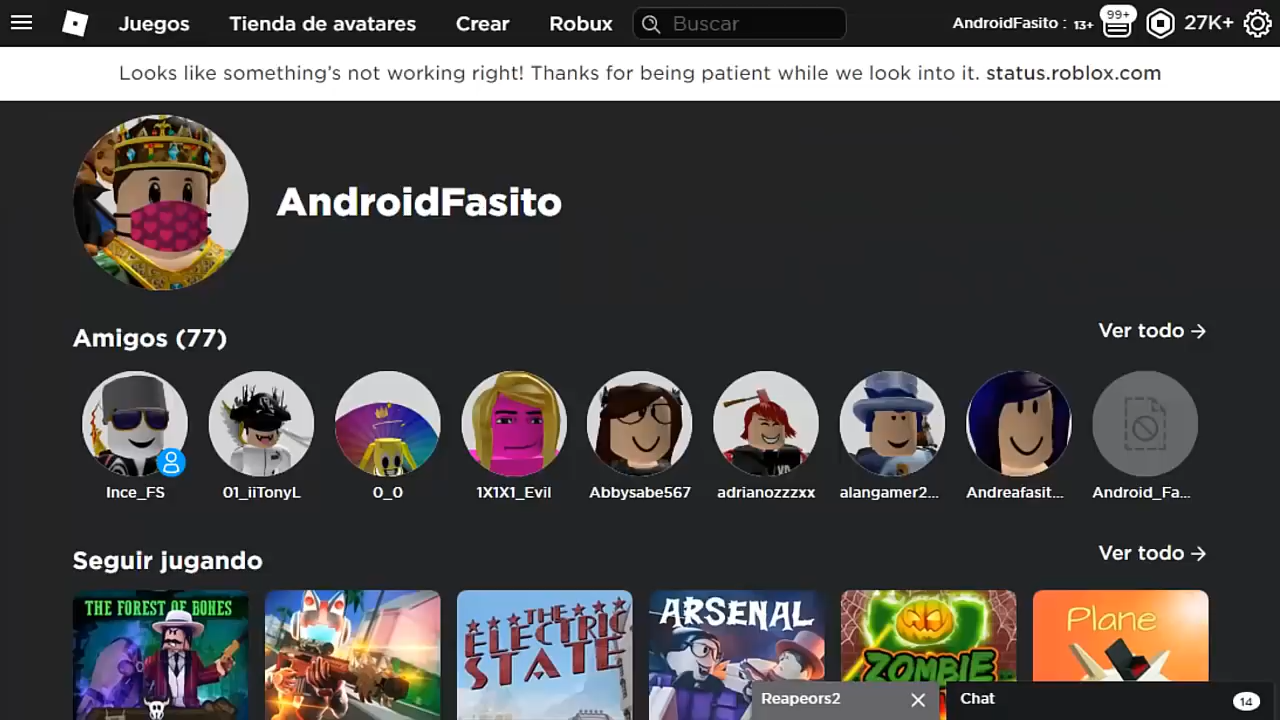 Juegos Tienda de avatares Crear Robux Buscar AndroidFasito : 13+ 99+ 27K+
Looks like something's not working right! Thanks for being patient while we look into it. status.roblox.com
AndroidFasito
Amigos (77) Ver todo →
Ince_FS 01_iiTonyL 0_0 1X1X1_Evil Abbysabe567 adrianozzzxx alangamer2... Andreafasit... Android_Fa...
Seguir jugando Ver todo →
THE FOREST OF BONES
THE ELECTRIC STATE
ARSENAL
ZOMBIE
Plane
Reapeors2 Chat 14